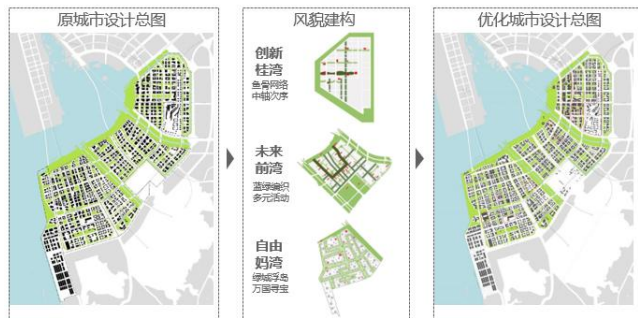 原城市设计总图
风貌建构
优化城市设计总图
创新
桂湾
鱼骨网络
中轴次序
未来
前湾
蓝绿编织
多元活动
自由
妈湾
绿城浮岛
万国寻宝